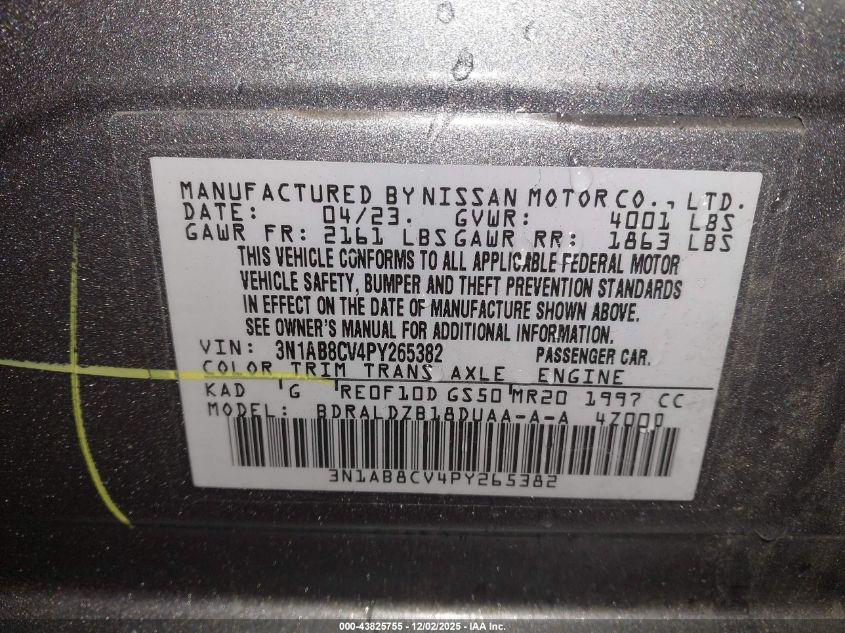 MANUFACTURED BY NISSAN MOTOR CO., LTD.
DATE: 04/23. GVWR: 4001 LBS
GAWR FR: 2161 LBS GAWR RR: 1863 LBS
THIS VEHICLE CONFORMS TO ALL APPLICABLE FEDERAL MOTOR
VEHICLE SAFETY, BUMPER AND THEFT PREVENTION STANDARDS
IN EFFECT ON THE DATE OF MANUFACTURE SHOWN ABOVE.
SEE OWNER'S MANUAL FOR ADDITIONAL INFORMATION.
VIN: 3N1AB8CV4PY265382 PASSENGER CAR.
COLOR TRIM TRANS AXLE ENGINE
KAD G RE0F10D GS50 MR20 1997 CC
MODEL: BDRALDZB18DUAA-A-A 4Z000
3N1AB8CV4PY265382
000-43825755 - 12/02/2025 - IAA Inc.